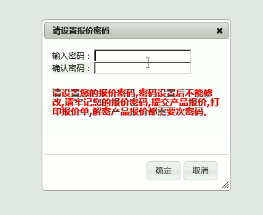 请设置报价密码
输入密码：
确认密码：
请设置您的报价密码,密码设置后不能修
改,请牢记您的报价密码,提交产品报价,打
印报价单,解密产品报价都需要次密码。
确定 取消